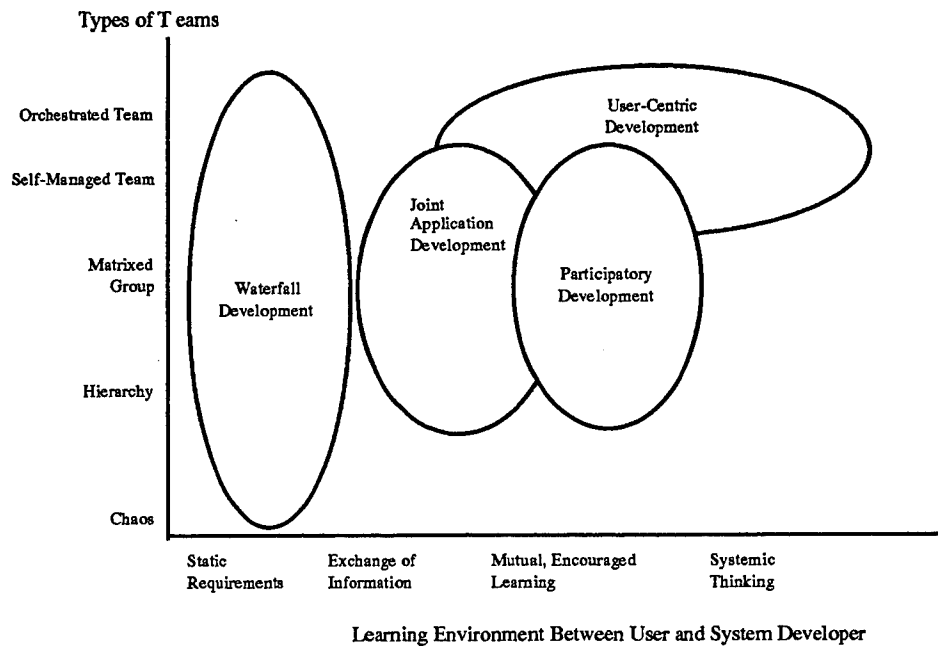 Types of T eams
Orchestrated Team
Self-Managed Team
Matrixed
Group
Hierarchy
Chaos
User-Centric
Development
Joint
Application
Development
Waterfall
Development
Participatory
Development
Static
Requirements
Exchange of
Information
Mutual, Encouraged
Learning
Systemic
Thinking
Learning Environment Between User and System Developer